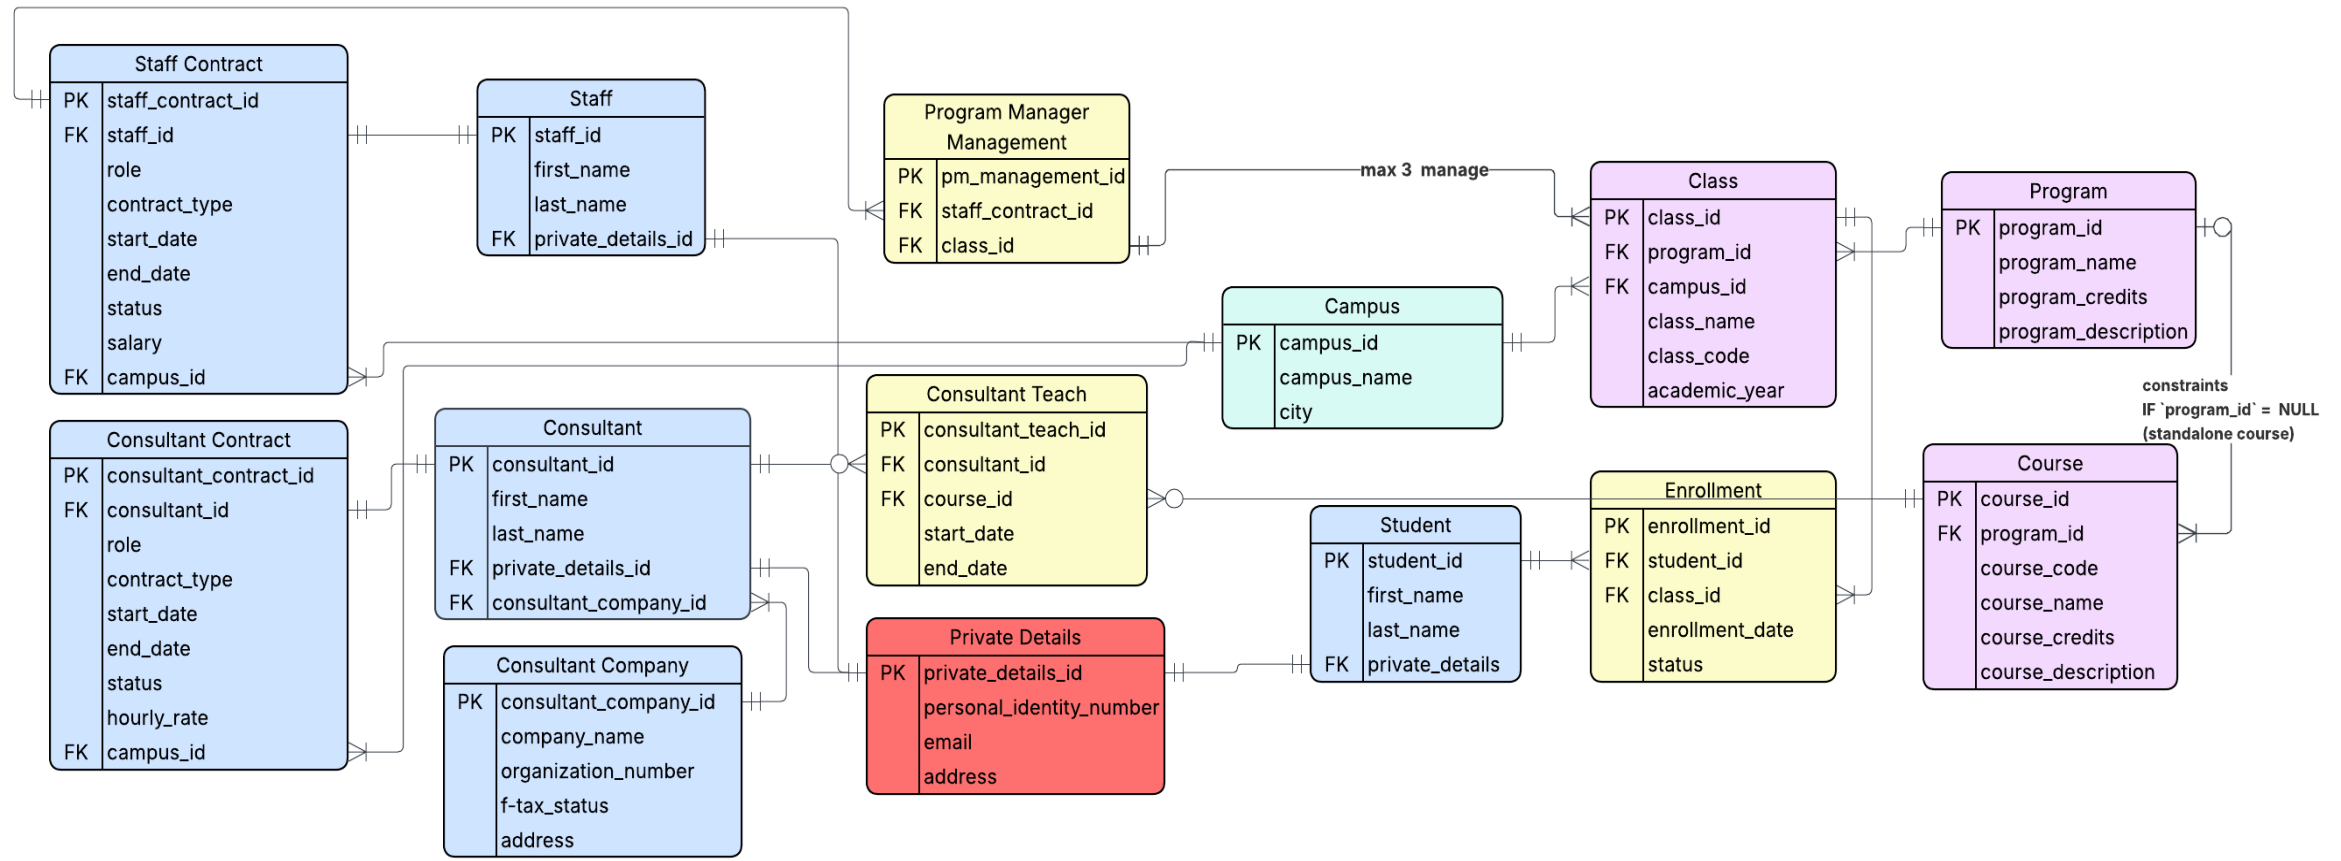 Staff Contract
PK staff_contract_id
FK staff_id
role
contract_type
start_date
end_date
status
salary
FK campus_id
Staff
PK staff_id
first_name
last_name
FK private_details_id
Program Manager
Management
PK pm_management_id
FK staff_contract_id
FK class_id
max 3 manage
Class
PK class_id
FK program_id
FK campus_id
class_name
class_code
academic_year
Program
PK program_id
program_name
program_credits
program_description
constraints
IF `program_id` = NULL
(standalone course)
Campus
PK campus_id
campus_name
city
Consultant Contract
PK consultant_contract_id
FK consultant_id
role
contract_type
start_date
end_date
status
hourly_rate
FK campus_id
Consultant
PK consultant_id
first_name
last_name
FK private_details_id
FK consultant_company_id
Consultant Teach
PK consultant_teach_id
FK consultant_id
FK course_id
start_date
end_date
Student
PK student_id
first_name
last_name
FK private_details
Enrollment
PK enrollment_id
FK student_id
FK class_id
enrollment_date
status
Course
PK course_id
FK program_id
course_code
course_name
course_credits
course_description
Consultant Company
PK consultant_company_id
company_name
organization_number
f-tax_status
address
Private Details
PK private_details_id
personal_identity_number
email
address